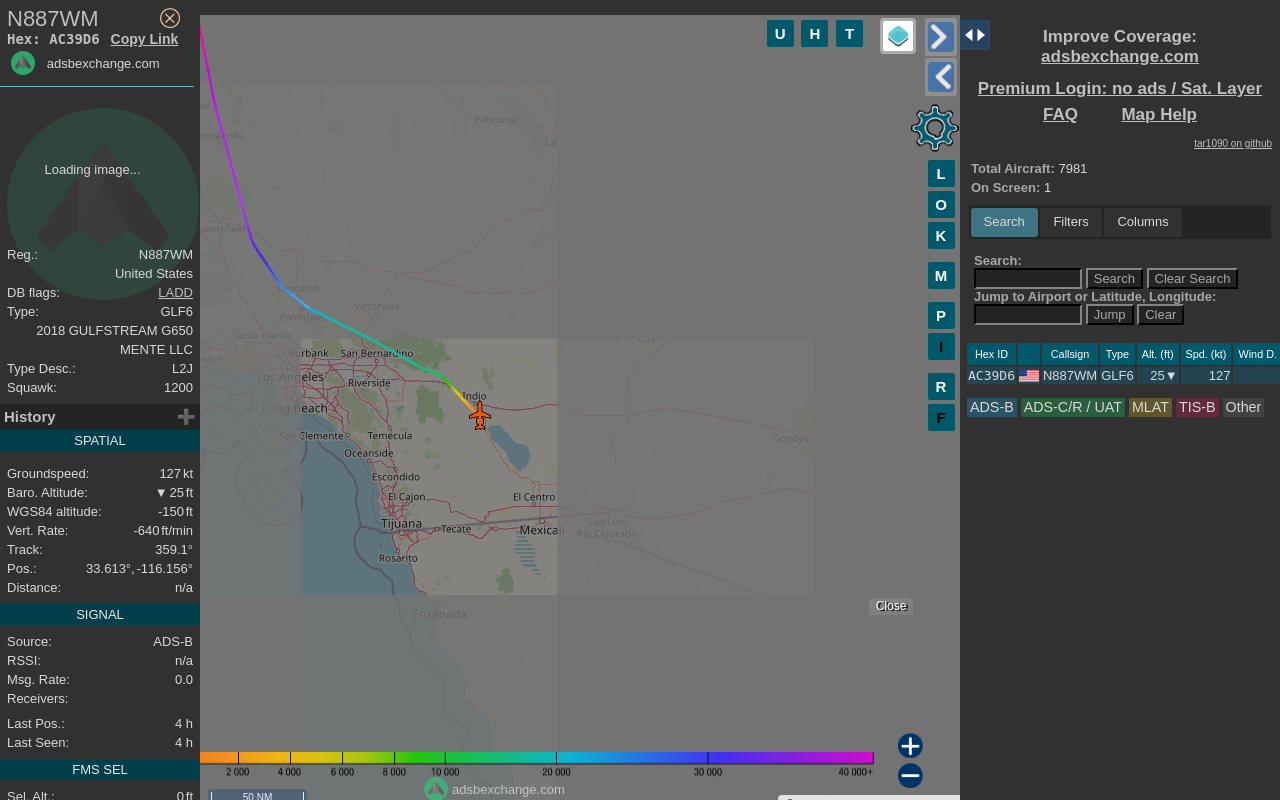 N887WM
Hex: AC39D6 Copy Link
adsbexchange.com
Loading image...
Reg.: N887WM
United States
DB flags: LADD
Type: GLF6
2018 GULFSTREAM G650
MENTE LLC
Type Desc.: L2J
Squawk: 1200
History
SPATIAL
Groundspeed: 127 kt
Baro. Altitude: ▼ 25 ft
WGS84 altitude: -150 ft
Vert. Rate: -640 ft/min
Track: 359.1°
Pos.: 33.613°, -116.156°
Distance: n/a
SIGNAL
Source: ADS-B
RSSI: n/a
Msg. Rate: 0.0
Receivers:
Last Pos.: 4 h
Last Seen: 4 h
FMS SEL
Sel. Alt.: 0 ft
U H T
Pahrump
La
ortesville
akersfield
Lancaster
Palmdale
Victorville
Santa Clarita
nard
Burbank
San Bernardino
Los Angeles
Riverside
Long Beach
Indio
San Clemente
Temecula
Oceanside
Escondido
El Cajon
El Centro
Tijuana
Tecate
Mexicali
San Luis
Río Colorado
Rosarito
Ensenada
City
Goodyea
L
O
K
M
P
I
R
F
Close
2 000 4 000 6 000 8 000 10 000 20 000 30 000 40 000+
adsbexchange.com
50 NM
Improve Coverage:
adsbexchange.com
Premium Login: no ads / Sat. Layer
FAQ Map Help
tar1090 on github
Total Aircraft: 7981
On Screen: 1
Search Filters Columns
Search:
Search Clear Search
Jump to Airport or Latitude, Longitude:
Jump Clear
Hex ID Callsign Type Alt. (ft) Spd. (kt) Wind D.
AC39D6 N887WM GLF6 25▼ 127
ADS-B ADS-C/R / UAT MLAT TIS-B Other